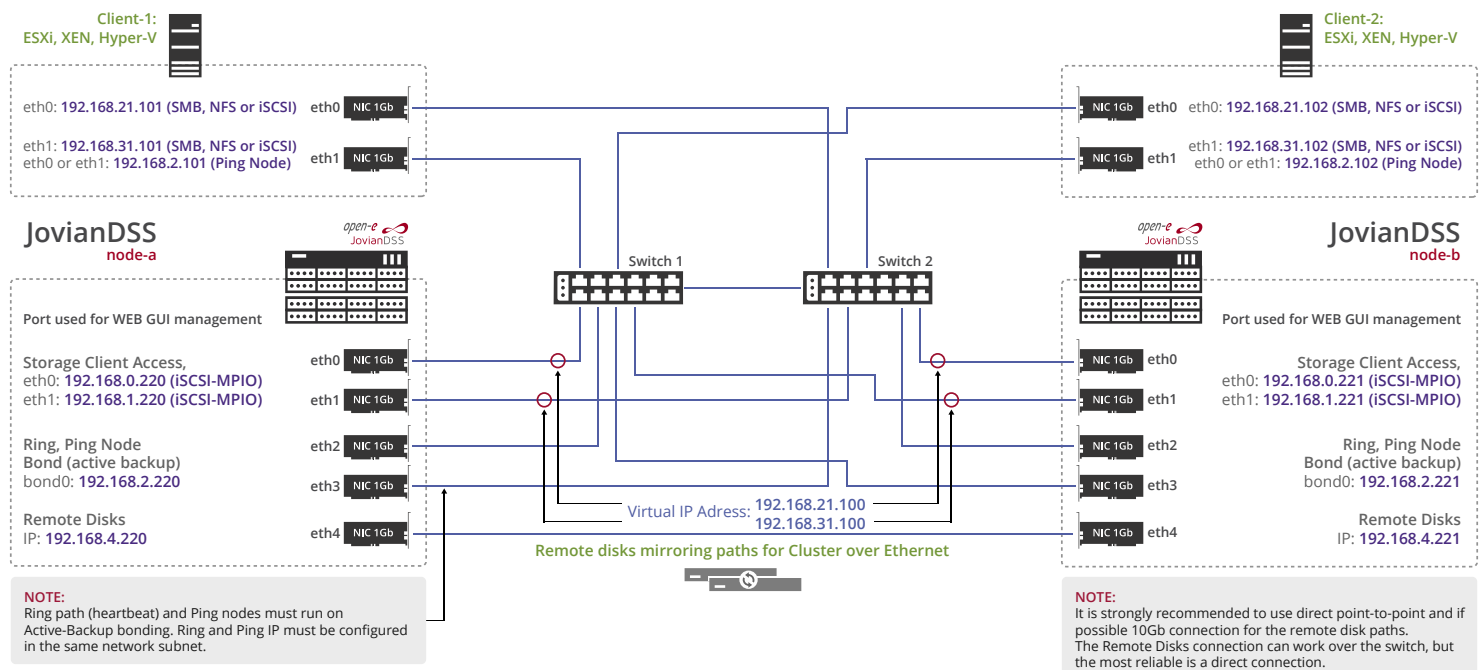 Client-1:
ESXi, XEN, Hyper-V
eth0: 192.168.21.101 (SMB, NFS or iSCSI)
eth0
NIC 1Gb
eth1: 192.168.31.101 (SMB, NFS or iSCSI)
eth0 or eth1: 192.168.2.101 (Ping Node)
eth1
NIC 1Gb
Client-2:
ESXi, XEN, Hyper-V
NIC 1Gb
eth0
eth0: 192.168.21.102 (SMB, NFS or iSCSI)
NIC 1Gb
eth1
eth1: 192.168.31.102 (SMB, NFS or iSCSI)
eth0 or eth1: 192.168.2.102 (Ping Node)
JovianDSS
node-a
open-e
JovianDSS
Switch 1
Switch 2
open-e
JovianDSS
JovianDSS
node-b
Port used for WEB GUI management
Storage Client Access,
eth0: 192.168.0.220 (iSCSI-MPIO)
eth1: 192.168.1.220 (iSCSI-MPIO)
eth0
NIC 1Gb
eth1
NIC 1Gb
Ring, Ping Node
Bond (active backup)
bond0: 192.168.2.220
eth2
NIC 1Gb
eth3
NIC 1Gb
Remote Disks
IP: 192.168.4.220
eth4
NIC 1Gb
Virtual IP Adress: 192.168.21.100
192.168.31.100
Remote disks mirroring paths for Cluster over Ethernet
Port used for WEB GUI management
NIC 1Gb
eth0
NIC 1Gb
eth1
Storage Client Access,
eth0: 192.168.0.221 (iSCSI-MPIO)
eth1: 192.168.1.221 (iSCSI-MPIO)
NIC 1Gb
eth2
NIC 1Gb
eth3
Ring, Ping Node
Bond (active backup)
bond0: 192.168.2.221
NIC 1Gb
eth4
Remote Disks
IP: 192.168.4.221
NOTE:
Ring path (heartbeat) and Ping nodes must run on
Active-Backup bonding. Ring and Ping IP must be configured
in the same network subnet.
NOTE:
It is strongly recommended to use direct point-to-point and if
possible 10Gb connection for the remote disk paths.
The Remote Disks connection can work over the switch, but
the most reliable is a direct connection.